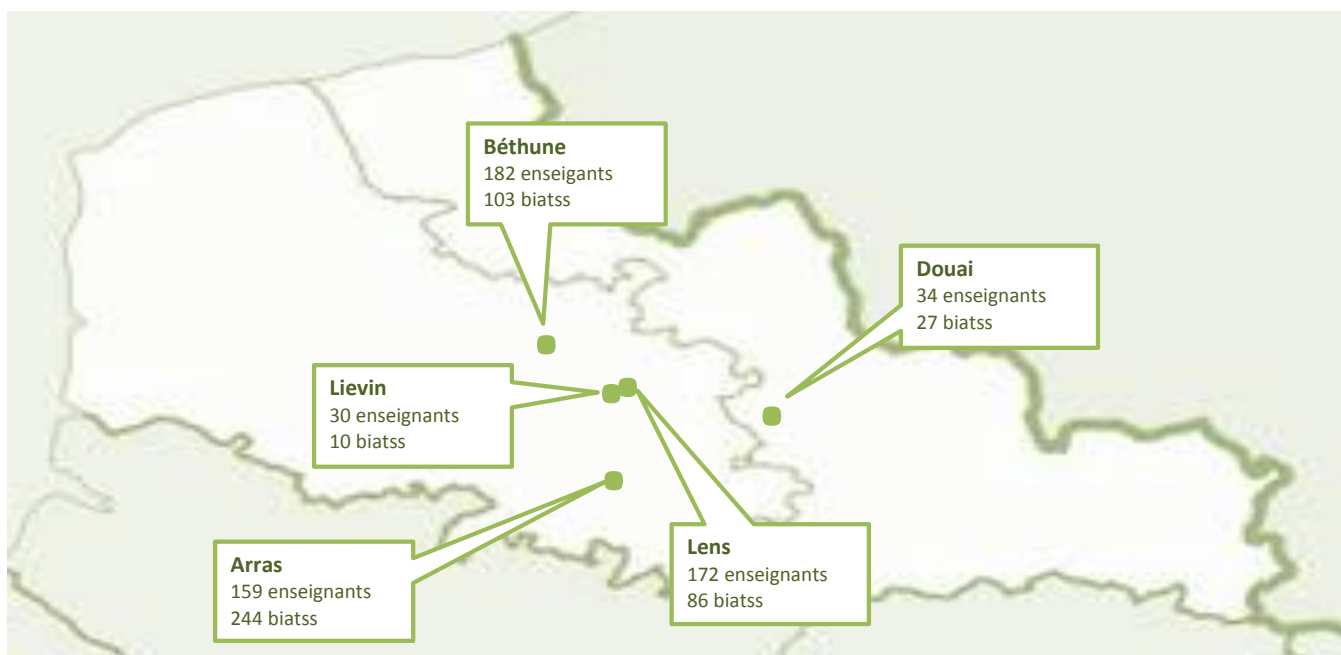 Béthune
182 enseigants
103 biatss
Douai
34 enseignants
27 biatss
Lievin
30 enseignants
10 biatss
Lens
172 enseignants
86 biatss
Arras
159 enseignants
244 biatss